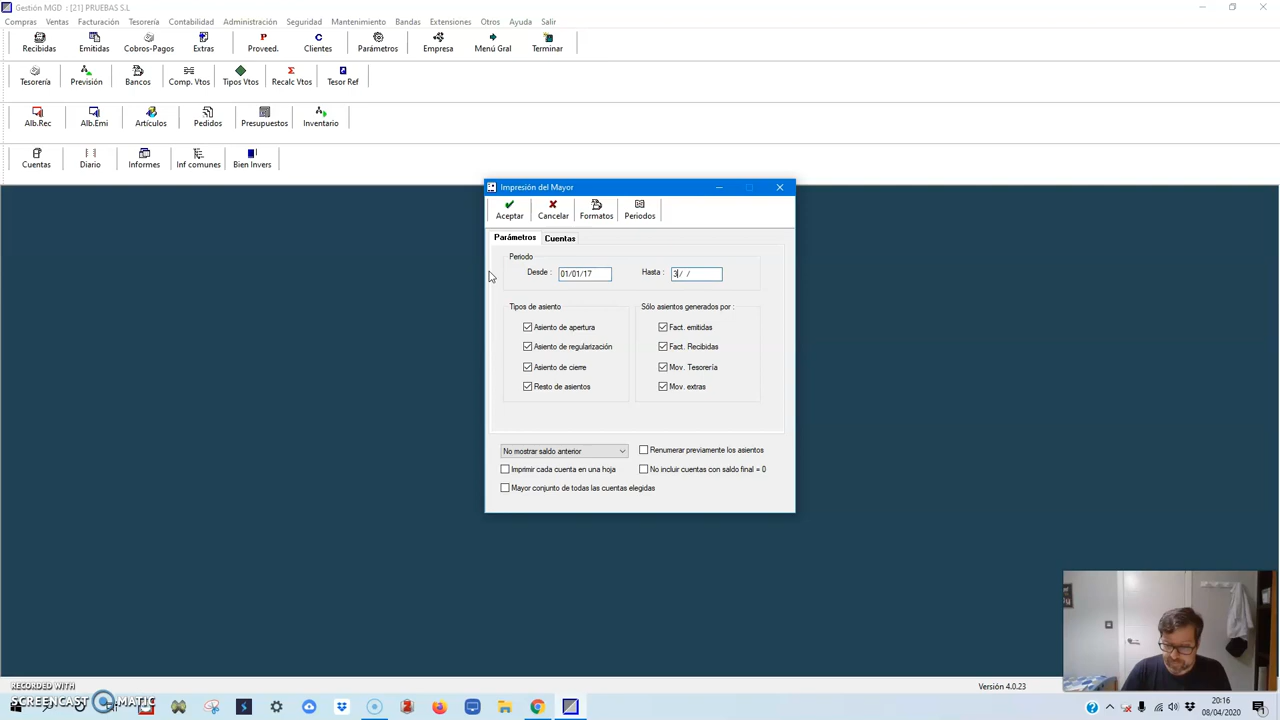 Gestión MGD : [21] PRUEBAS S.L
Compras Ventas Facturación Tesorería Contabilidad Administración Seguridad Mantenimiento Bandas Extensiones Otros Ayuda Salir
Recibidas Emitidas Cobros-Pagos Extras Proveed. Clientes Parámetros Empresa Menú Gral Terminar
Tesorería Previsión Bancos Comp. Vtos Tipos Vtos Recalc Vtos Tesor Ref
Alb.Rec Alb.Emi Artículos Pedidos Presupuestos Inventario
Cuentas Diario Informes Inf comunes Bien Invers
Impresión del Mayor
Aceptar Cancelar Formatos Periodos
Parámetros Cuentas
Periodo
Desde : 01/01/17 Hasta : 3 / /
Tipos de asiento Sólo asientos generados por :
Asiento de apertura Fact. emitidas
Asiento de regularización Fact. Recibidas
Asiento de cierre Mov. Tesorería
Resto de asientos Mov. extras
No mostrar saldo anterior Renumerar previamente los asientos
Imprimir cada cuenta en una hoja No incluir cuentas con saldo final = 0
Mayor conjunto de todas las cuentas elegidas
RECORDED WITH
SCREENCAST MATIC
Versión 4.0.23
20:16
08/04/2020